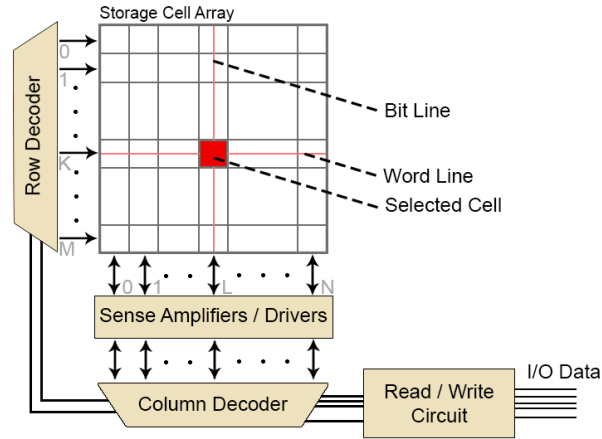 Storage Cell Array
0
1
K
M
Row Decoder
Bit Line
Word Line
Selected Cell
0 1 L N
Sense Amplifiers / Drivers
Column Decoder
Read / Write
Circuit
I/O Data